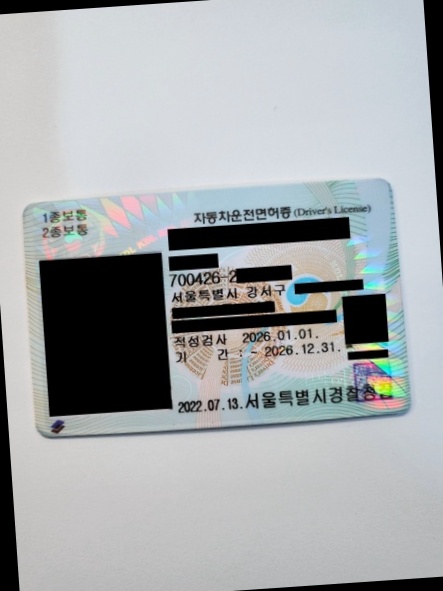 1종보통
2종보통
자동차운전면허증 (Driver's License)
700426-2
서울특별시 강서구
적성검사 2026.01.01.
기 간 : ~ 2026.12.31.
2022.07.13. 서울특별시경찰청장